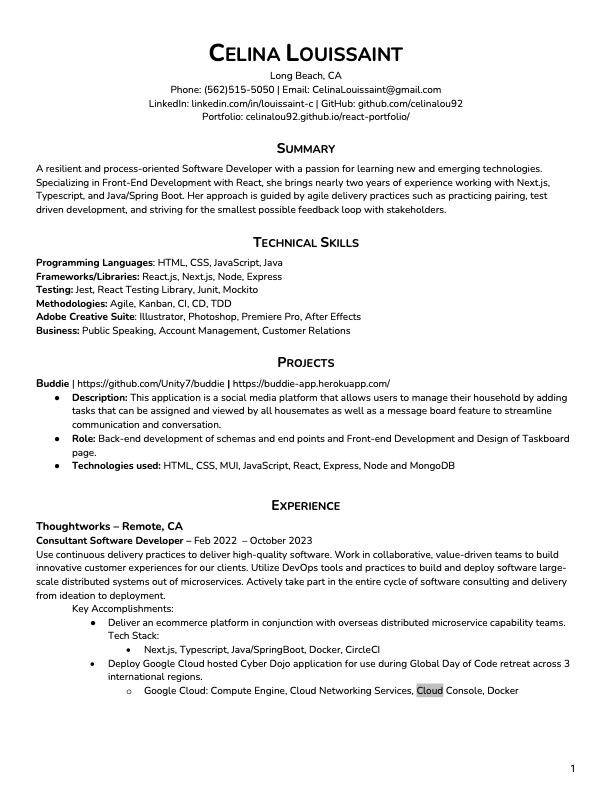 CELINA LOUISSAINT
Long Beach, CA
Phone: (562)515-5050 | Email: CelinaLouissaint@gmail.com
LinkedIn: linkedin.com/in/louissaint-c | GitHub: github.com/celinalou92
Portfolio: celinalou92.github.io/react-portfolio/
SUMMARY
A resilient and process-oriented Software Developer with a passion for learning new and emerging technologies.
Specializing in Front-End Development with React, she brings nearly two years of experience working with Next.js,
Typescript, and Java/Spring Boot. Her approach is guided by agile delivery practices such as practicing pairing, test
driven development, and striving for the smallest possible feedback loop with stakeholders.
TECHNICAL SKILLS
Programming Languages: HTML, CSS, JavaScript, Java
Frameworks/Libraries: React.js, Next.js, Node, Express
Testing: Jest, React Testing Library, Junit, Mockito
Methodologies: Agile, Kanban, CI, CD, TDD
Adobe Creative Suite: Illustrator, Photoshop, Premiere Pro, After Effects
Business: Public Speaking, Account Management, Customer Relations
PROJECTS
Buddie | https://github.com/Unity7/buddie | https://buddie-app.herokuapp.com/
● Description: This application is a social media platform that allows users to manage their household by adding
tasks that can be assigned and viewed by all housemates as well as a message board feature to streamline
communication and conversation.
● Role: Back-end development of schemas and end points and Front-end Development and Design of Taskboard
page.
● Technologies used: HTML, CSS, MUI, JavaScript, React, Express, Node and MongoDB
EXPERIENCE
Thoughtworks – Remote, CA
Consultant Software Developer – Feb 2022 – October 2023
Use continuous delivery practices to deliver high-quality software. Work in collaborative, value-driven teams to build
innovative customer experiences for our clients. Utilize DevOps tools and practices to build and deploy software large-
scale distributed systems out of microservices. Actively take part in the entire cycle of software consulting and delivery
from ideation to deployment.
Key Accomplishments:
● Deliver an ecommerce platform in conjunction with overseas distributed microservice capability teams.
Tech Stack:
• Next.js, Typescript, Java/SpringBoot, Docker, CircleCI
• Deploy Google Cloud hosted Cyber Dojo application for use during Global Day of Code retreat across 3
international regions.
o Google Cloud: Compute Engine, Cloud Networking Services, Cloud Console, Docker
1